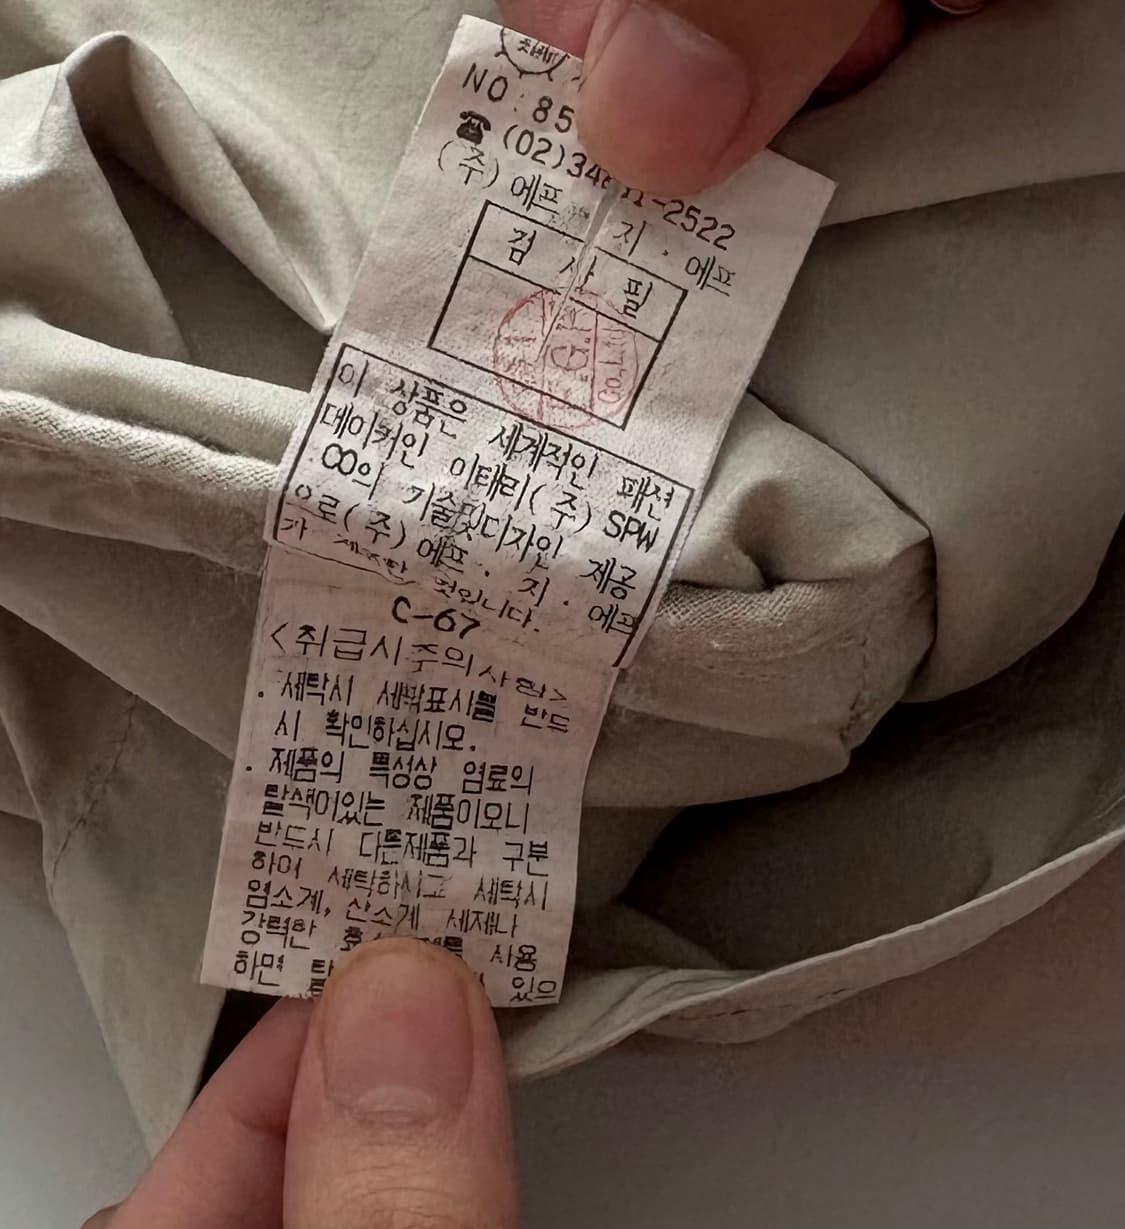 NO. 85
☎ (02)34 1-2522
(주) 에프 . 지 . 에프
검 사 필
이 상품은 세계적인 패션
메이커인 이태리(주) SPW
OO의 기술및디자인 제공
으로(주) 에프 . 지 . 에프
가 제조한 것입니다.
C-67
<취급시주의사항>
. 세탁시 세탁표시를 반드
시 확인하십시오.
. 제품의 특성상 염료의
탈색이있는 제품이오니
반드시 다른제품과 구분
하여 세탁하시고 세탁시
염소계, 산소계 세제나
강력한 사용
하면 있으